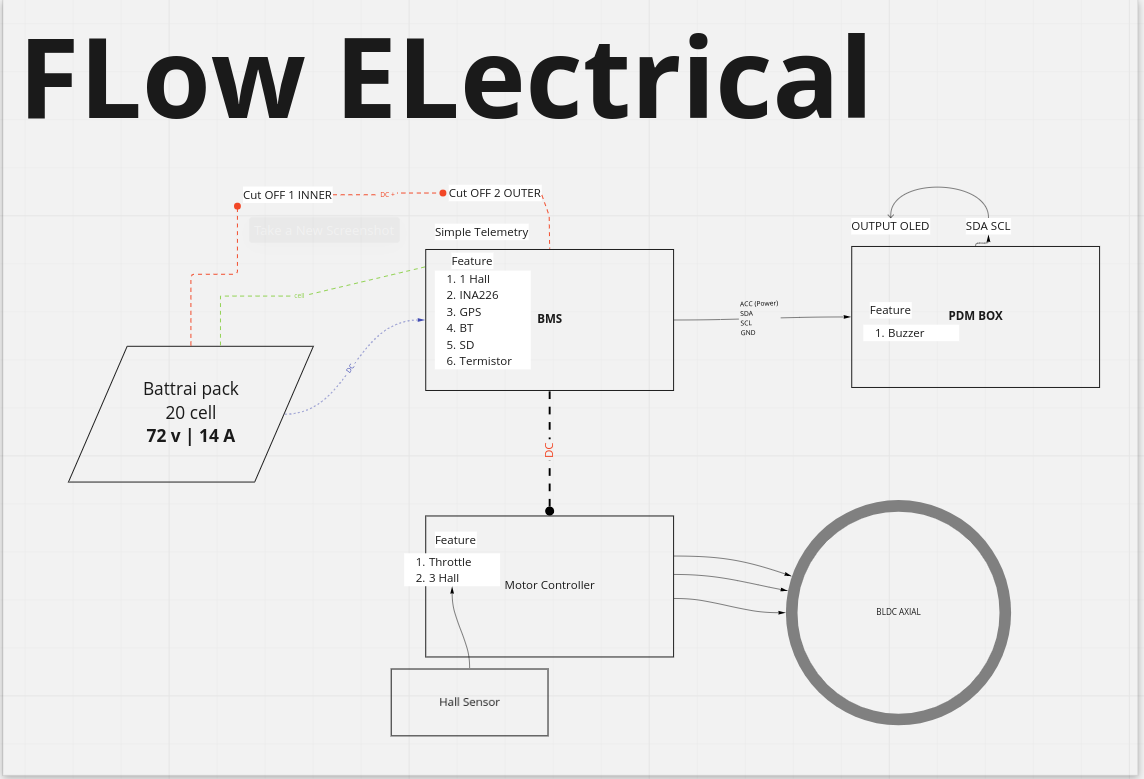 FLow ELectrical
Cut OFF 1 INNER
DC +
Cut OFF 2 OUTER
Take a New Screenshot
Simple Telemetry
OUTPUT OLED
SDA SCL
Feature
1. 1 Hall
2. INA226
3. GPS
4. BT
5. SD
6. Termistor
BMS
cell
DC
ACC (Power)
SDA
SCL
GND
Feature
1. Buzzer
PDM BOX
Battrai pack
20 cell
72 v | 14 A
DC
Feature
1. Throttle
2. 3 Hall
Motor Controller
BLDC AXIAL
Hall Sensor